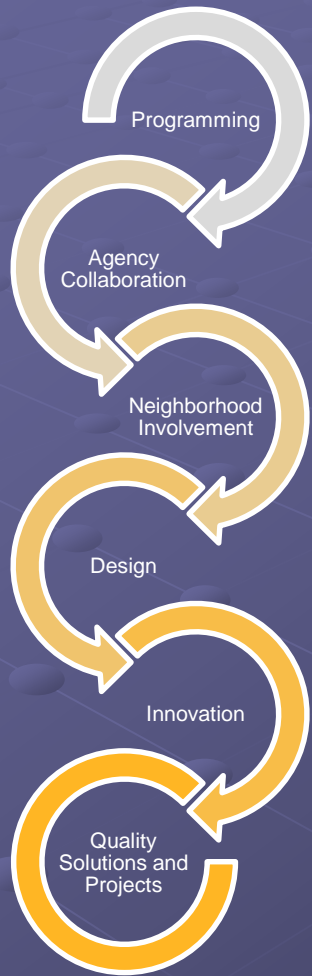 Programming
Agency
Collaboration
Neighborhood
Involvement
Design
Innovation
Quality
Solutions and
Projects